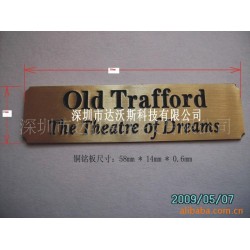 Old Trafford
深圳市达沃斯科技有限公司
The Theatre of Dreams
铜铭板尺寸：58mm * 14mm * 0.6mm
2009/05/07